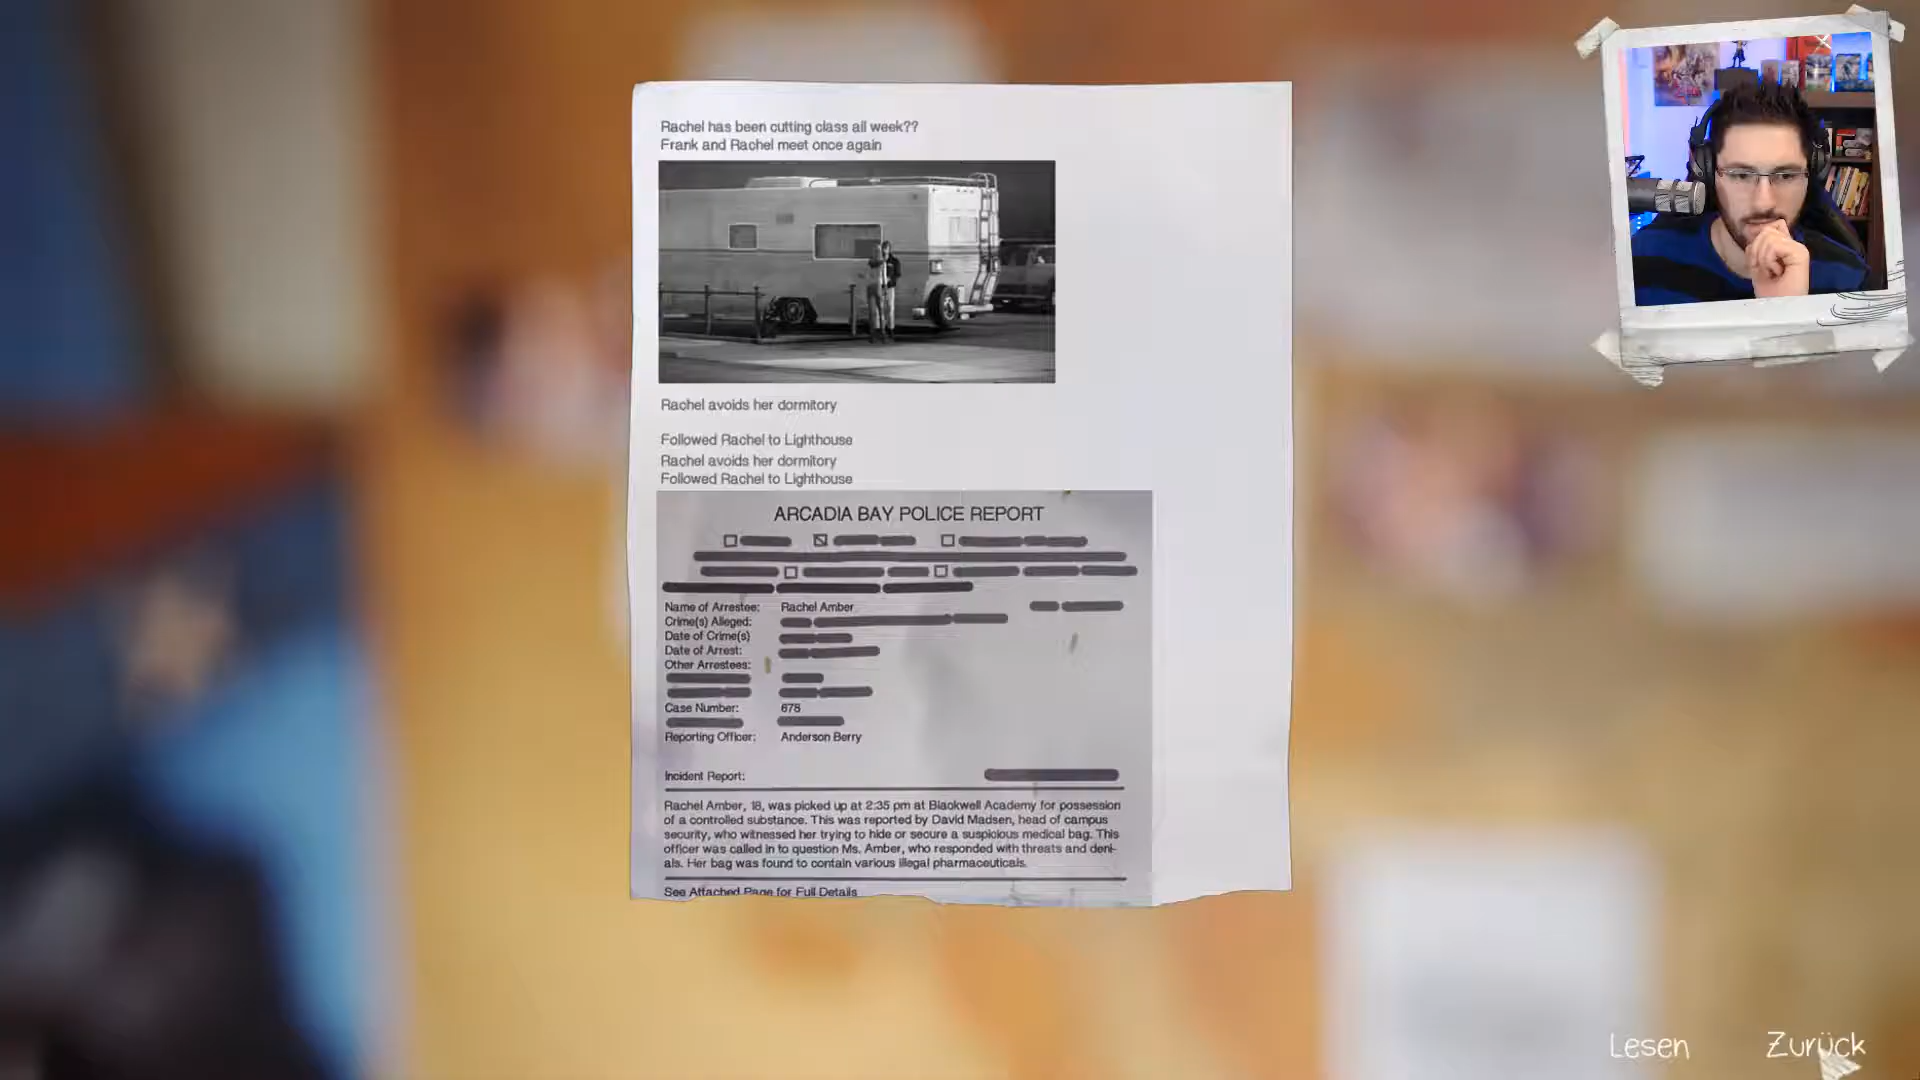 Rachel has been cutting class all week??
Frank and Rachel meet once again
Rachel avoids her dormitory
Followed Rachel to Lighthouse
Rachel avoids her dormitory
Followed Rachel to Lighthouse
ARCADIA BAY POLICE REPORT
Name of Arrestee: Rachel Amber
Crime(s) Alleged:
Date of Crime(s)
Date of Arrest:
Other Arrestees:
Case Number: 678
Reporting Officer: Anderson Berry
Incident Report:
Rachel Amber, 18, was picked up at 2:35 pm at Blackwell Academy for possession
of a controlled substance. This was reported by David Madsen, head of campus
security, who witnessed her trying to hide or secure a suspicious medical bag. This
officer was called in to question Ms. Amber, who responded with threats and deni-
als. Her bag was found to contain various illegal pharmaceuticals.
See Attached Page for Full Details
Lesen
Zurück